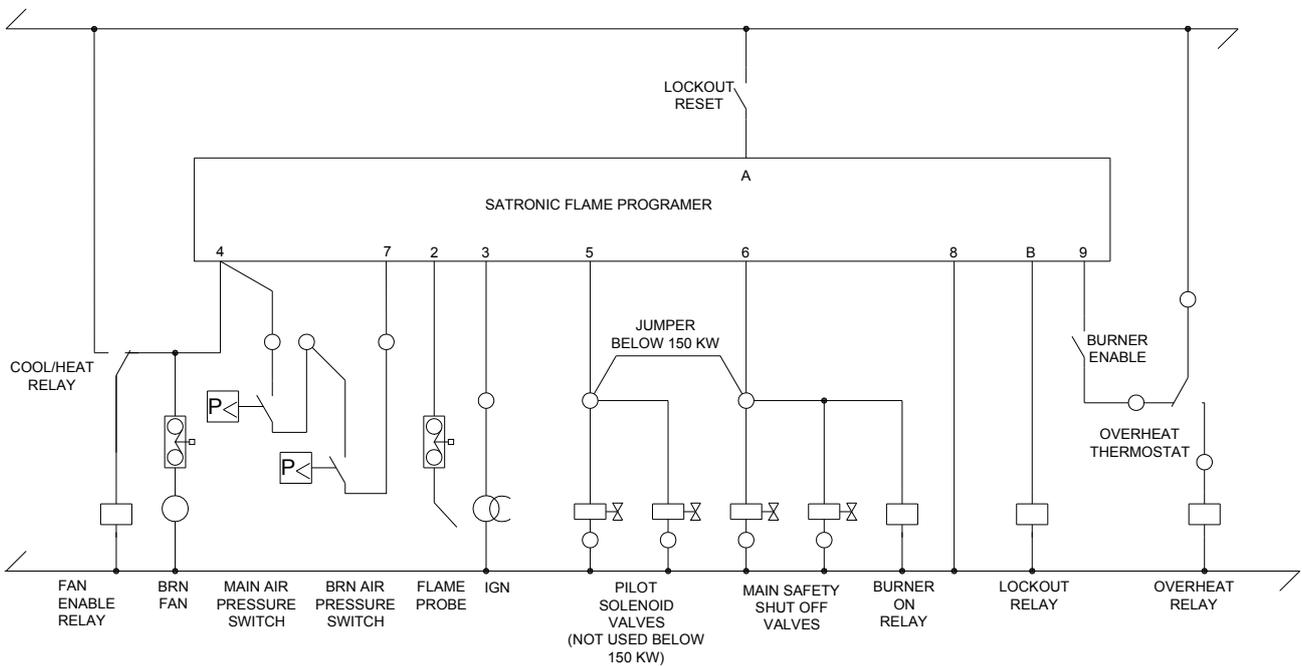 LOCKOUT
RESET
A
SATRONIC FLAME PROGRAMER
4
7
2
3
5
6
8
B
9
JUMPER
BELOW 150 KW
BURNER
ENABLE
COOL/HEAT
RELAY
P<
P<
OVERHEAT
THERMOSTAT
FAN
ENABLE
RELAY
BRN
FAN
MAIN AIR
PRESSURE
SWITCH
BRN AIR
PRESSURE
SWITCH
FLAME
PROBE
IGN
PILOT
SOLENOID
VALVES
(NOT USED BELOW
150 KW)
MAIN SAFETY
SHUT OFF
VALVES
BURNER
ON
RELAY
LOCKOUT
RELAY
OVERHEAT
RELAY